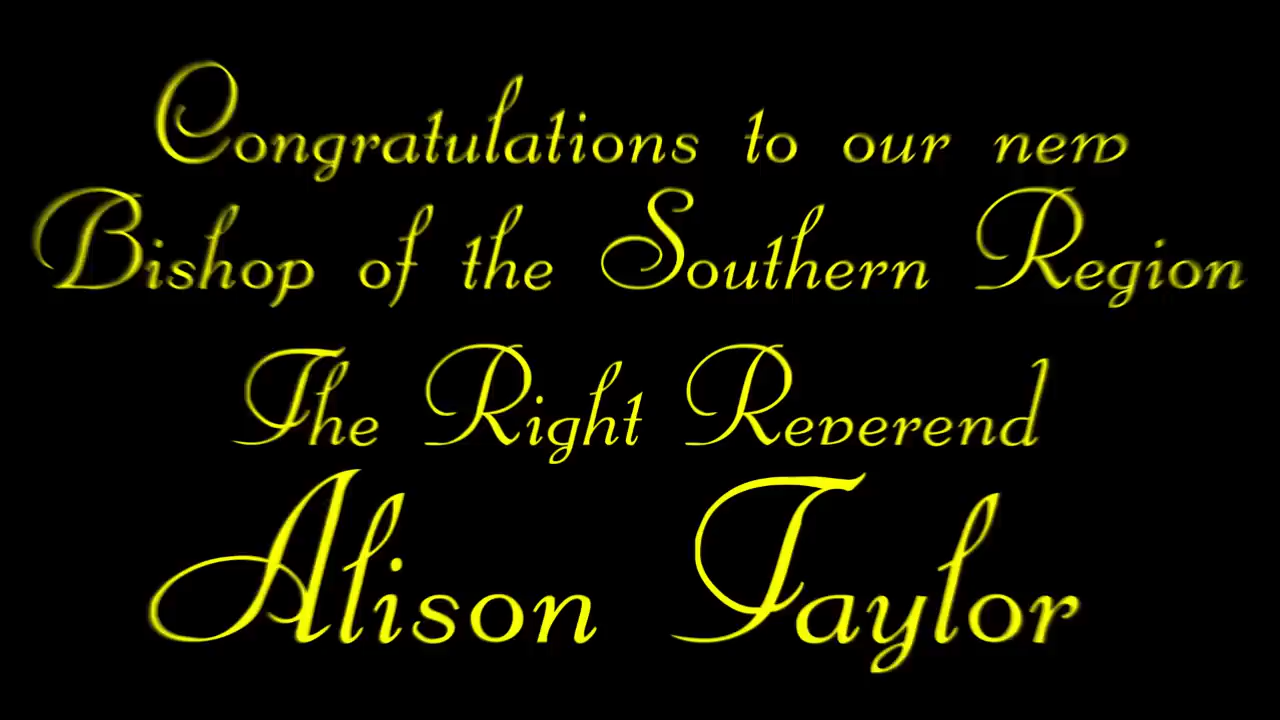 Congratulations to our new
Bishop of the Southern Region
The Right Reverend
Alison Taylor